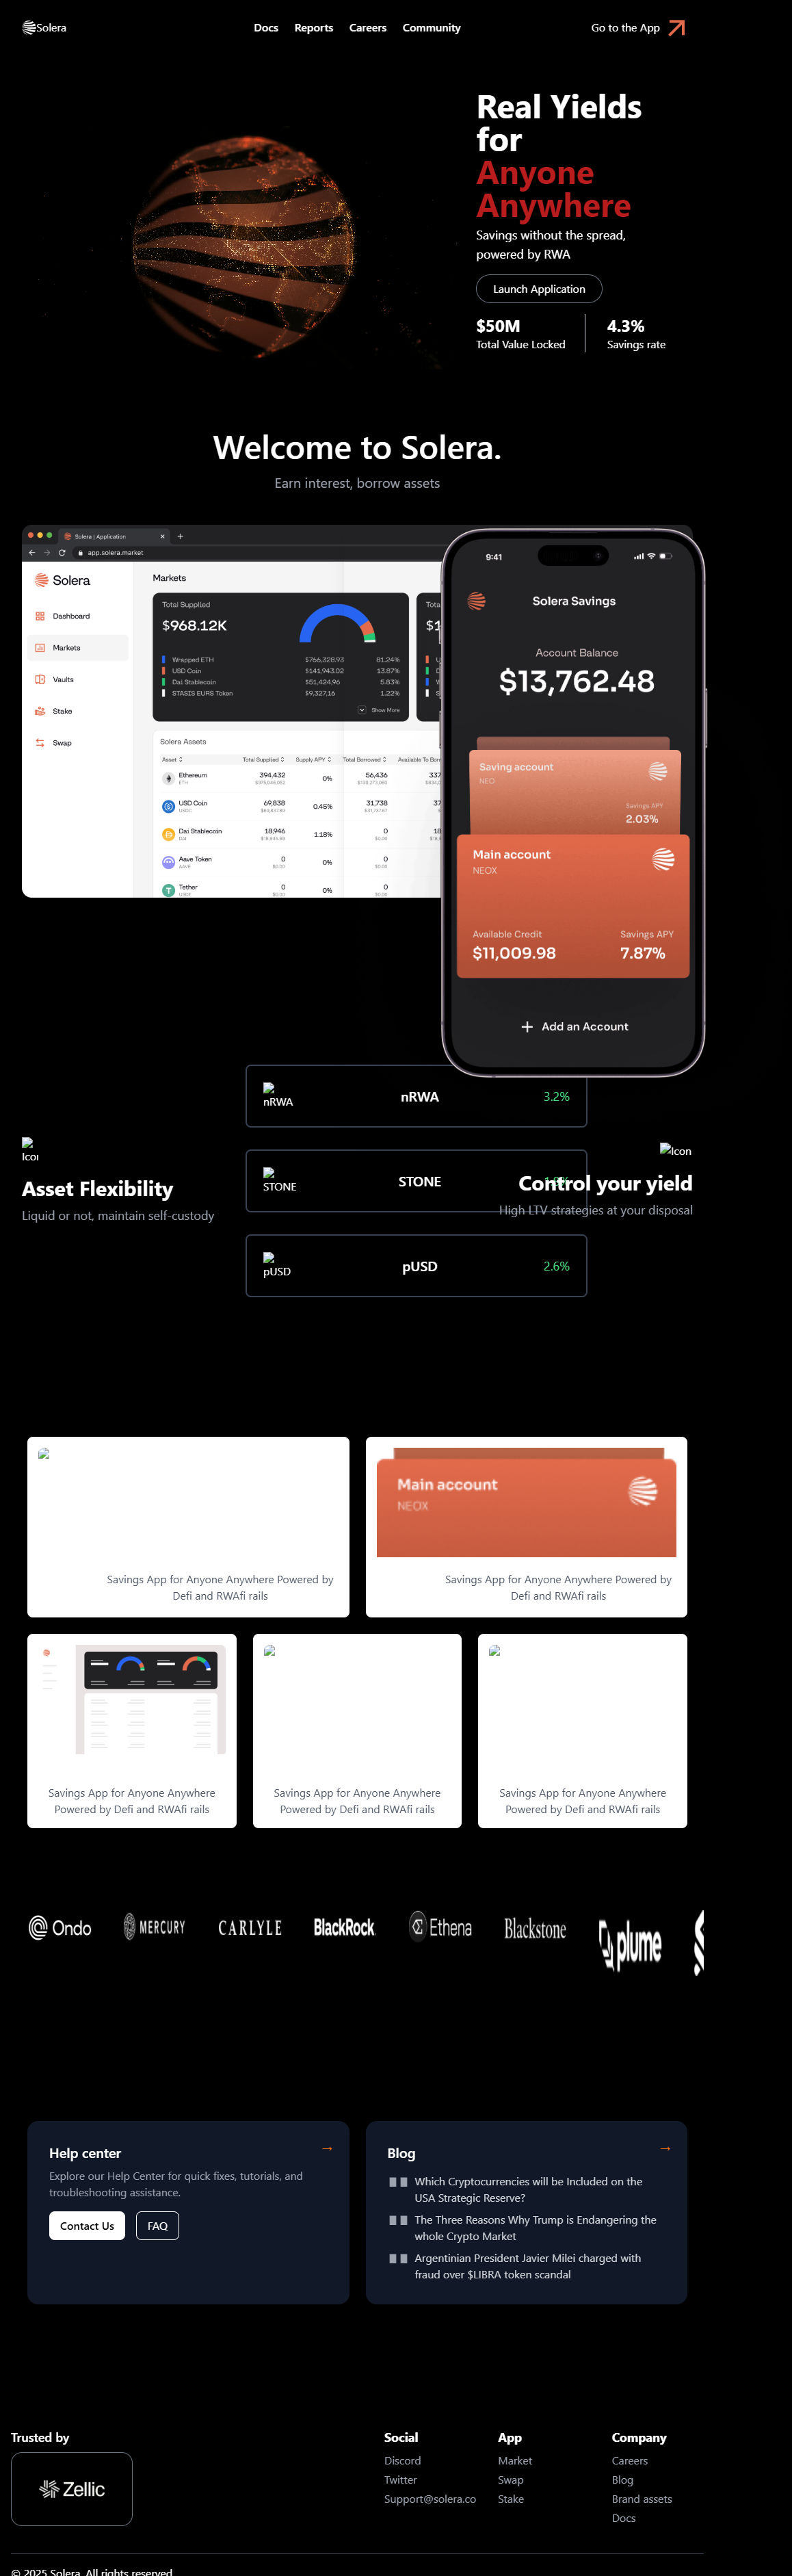 Solera
Docs
Reports
Careers
Community
Go to the App
Real Yields
for
Anyone
Anywhere
Savings without the spread,
powered by RWA
Launch Application
$50M
Total Value Locked
4.3%
Savings rate
Welcome to Solera.
Earn interest, borrow assets
Solera | Application
app.solera.market
Solera
Dashboard
Markets
Vaults
Stake
Swap
Markets
Total Supplied
$968.12K
Wrapped ETH $766,328.93 81.24%
USD Coin $141,943.02 13.87%
Dai Stablecoin $51,424.96 5.83%
STASIS EURS Token $9,327.16 1.22%
Show More
Solera Assets
Asset Total Supplied Supply APY Total Borrowed
Ethereum 394,432 0% 56,436
ETH
USD Coin 69,838 0.45% 31,738
USDC
Dai Stablecoin 18,946 1.18% 0
DAI $0.00
Aave Token 0 0% 0
AAVE $0.00 $0.00
Tether 0 0% 0
USDT $0.00 $0.00
9:41
Solera Savings
Account Balance
$13,762.48
Saving account
NEO
Savings APY
2.03%
Main account
NEOX
Available Credit
$11,009.98
Savings APY
7.87%
Add an Account
nRWA
nRWA
3.2%
Icon
Asset Flexibility
Liquid or not, maintain self-custody
STONE
STONE
Icon
Control your yield
High LTV strategies at your disposal
pUSD
pUSD
2.6%
Savings App for Anyone Anywhere Powered by
Defi and RWAfi rails
Main account
NEOX
Savings App for Anyone Anywhere Powered by
Defi and RWAfi rails
Savings App for Anyone Anywhere
Powered by Defi and RWAfi rails
Savings App for Anyone Anywhere
Powered by Defi and RWAfi rails
Savings App for Anyone Anywhere
Powered by Defi and RWAfi rails
Ondo
MERCURY
CARLYLE
BlackRock
Ethena
Blackstone
plume
Help center
→
Explore our Help Center for quick fixes, tutorials, and
troubleshooting assistance.
Contact Us
FAQ
Blog
→
Which Cryptocurrencies will be Included on the
USA Strategic Reserve?
The Three Reasons Why Trump is Endangering the
whole Crypto Market
Argentinian President Javier Milei charged with
fraud over $LIBRA token scandal
Trusted by
Zellic
Social
Discord
Twitter
Support@solera.co
App
Market
Swap
Stake
Company
Careers
Blog
Brand assets
Docs
© 2025 Solera. All rights reserved